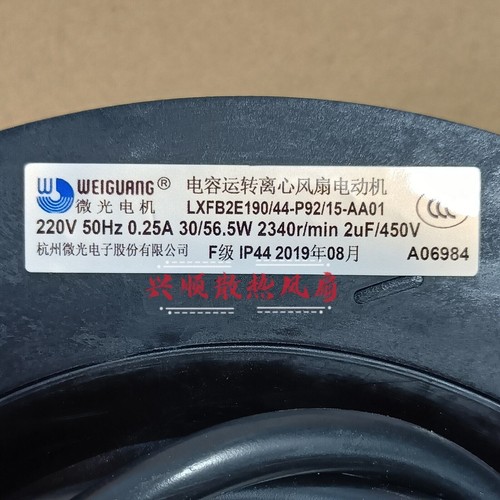 WEIGUANG® 电容运转离心风扇电动机
微光电机 LXFB2E190/44-P92/15-AA01
220V 50Hz 0.25A 30/56.5W 2340r/min 2uF/450V
杭州微光电子股份有限公司 F级 IP44 2019年08月 A06984
兴顺散热风扇